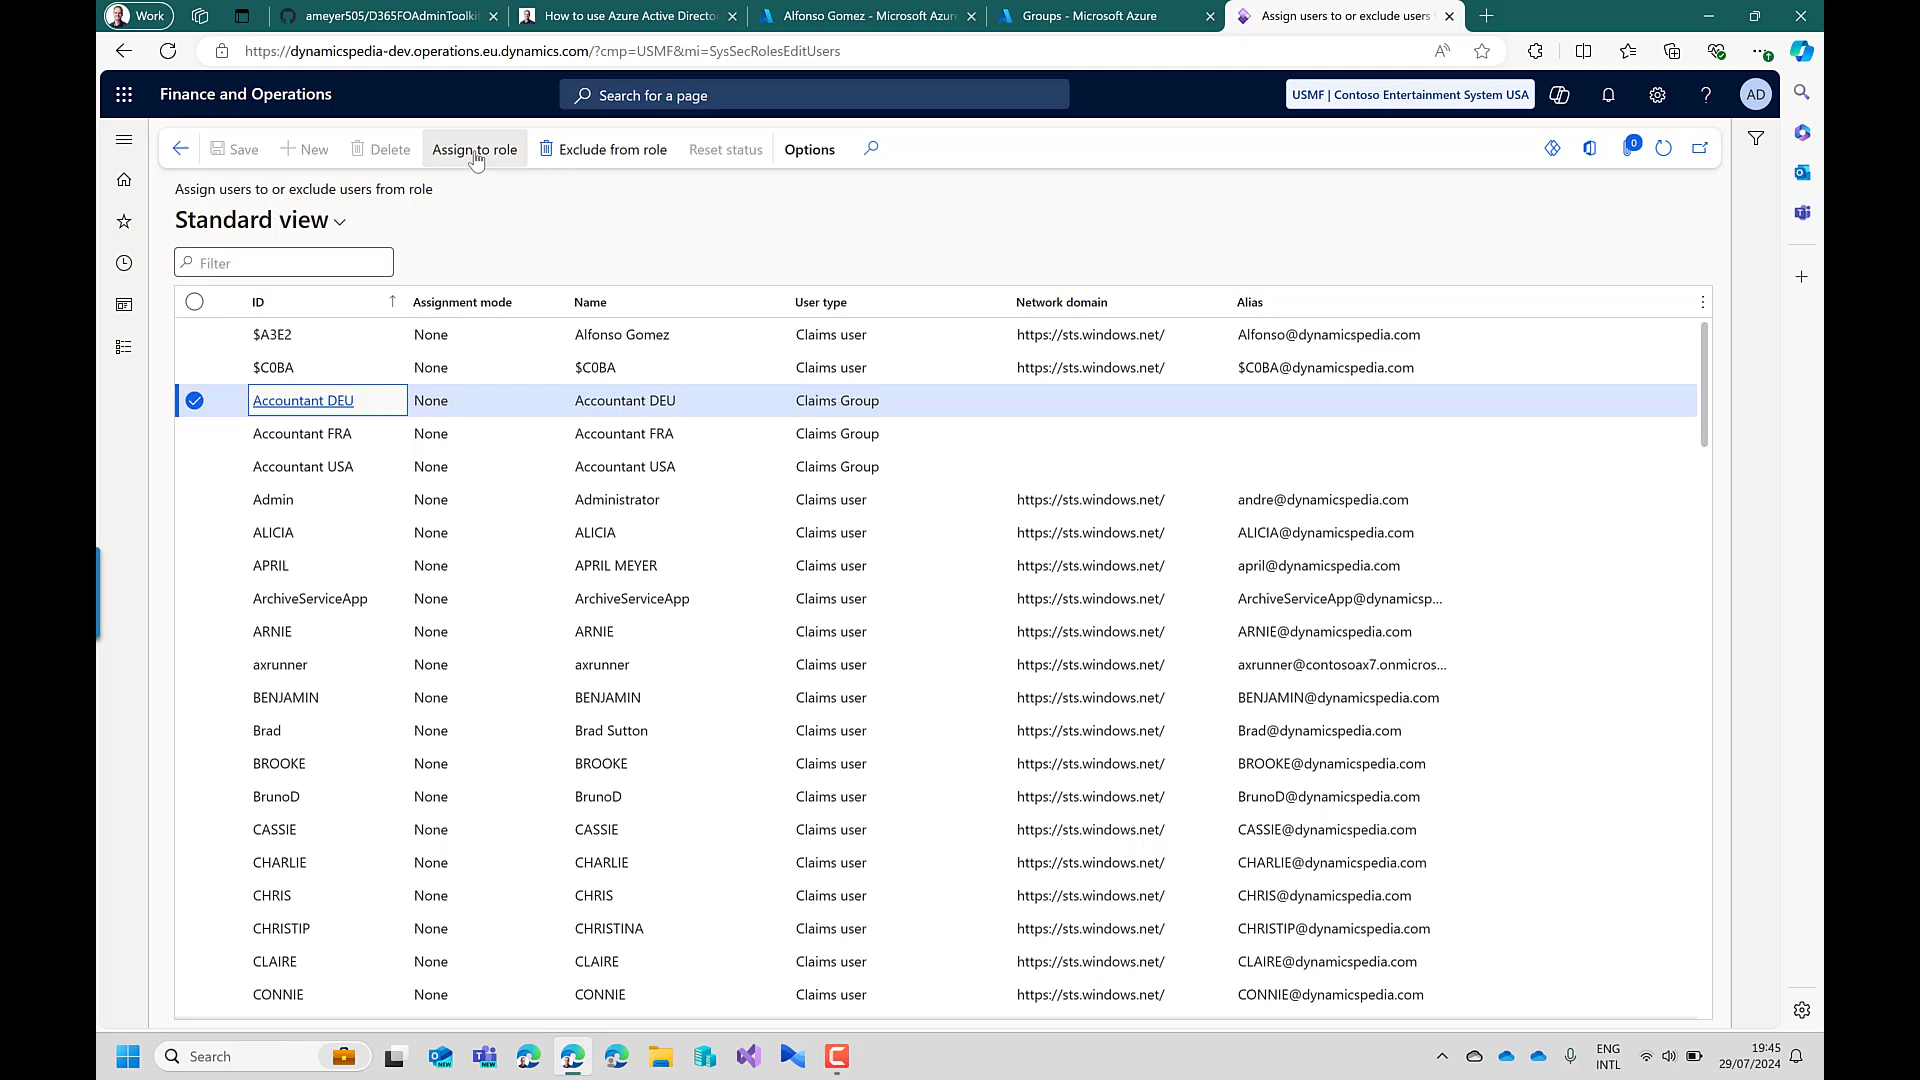 Work
ameyer505/D365FOAdminToolki
How to use Azure Active Directo
Alfonso Gomez - Microsoft Azur
Groups - Microsoft Azure
Assign users to or exclude users
https://dynamicspedia-dev.operations.eu.dynamics.com/?cmp=USMF&mi=SysSecRolesEditUsers
Finance and Operations
Search for a page
USMF | Contoso Entertainment System USA
AD
Save
New
Delete
Assign to role
Exclude from role
Reset status
Options
0
Assign users to or exclude users from role
Standard view
Filter
ID Assignment mode Name User type Network domain Alias
$A3E2 None Alfonso Gomez Claims user https://sts.windows.net/ Alfonso@dynamicspedia.com
$C0BA None $C0BA Claims user https://sts.windows.net/ $C0BA@dynamicspedia.com
Accountant DEU None Accountant DEU Claims Group
Accountant FRA None Accountant FRA Claims Group
Accountant USA None Accountant USA Claims Group
Admin None Administrator Claims user https://sts.windows.net/ andre@dynamicspedia.com
ALICIA None ALICIA Claims user https://sts.windows.net/ ALICIA@dynamicspedia.com
APRIL None APRIL MEYER Claims user https://sts.windows.net/ april@dynamicspedia.com
ArchiveServiceApp None ArchiveServiceApp Claims user https://sts.windows.net/ ArchiveServiceApp@dynamicsp...
ARNIE None ARNIE Claims user https://sts.windows.net/ ARNIE@dynamicspedia.com
axrunner None axrunner Claims user https://sts.windows.net/ axrunner@contosoax7.onmicros...
BENJAMIN None BENJAMIN Claims user https://sts.windows.net/ BENJAMIN@dynamicspedia.com
Brad None Brad Sutton Claims user https://sts.windows.net/ Brad@dynamicspedia.com
BROOKE None BROOKE Claims user https://sts.windows.net/ BROOKE@dynamicspedia.com
BrunoD None BrunoD Claims user https://sts.windows.net/ BrunoD@dynamicspedia.com
CASSIE None CASSIE Claims user https://sts.windows.net/ CASSIE@dynamicspedia.com
CHARLIE None CHARLIE Claims user https://sts.windows.net/ CHARLIE@dynamicspedia.com
CHRIS None CHRIS Claims user https://sts.windows.net/ CHRIS@dynamicspedia.com
CHRISTIP None CHRISTINA Claims user https://sts.windows.net/ CHRISTIP@dynamicspedia.com
CLAIRE None CLAIRE Claims user https://sts.windows.net/ CLAIRE@dynamicspedia.com
CONNIE None CONNIE Claims user https://sts.windows.net/ CONNIE@dynamicspedia.com
Search
NEW
NEW
ENG
INTL
19:45
29/07/2024